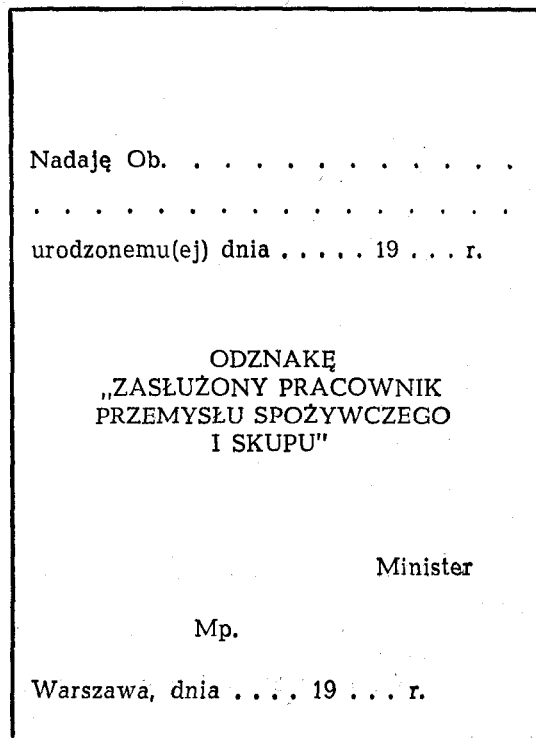 Nadaję Ob. . . . . . . . . . . . .
. . . . . . . . . . . . . . . .
urodzonemu(ej) dnia . . . . . 19 . . . r.
ODZNAKĘ
„ZASŁUŻONY PRACOWNIK
PRZEMYSŁU SPOŻYWCZEGO
I SKUPU"
Minister
Mp.
Warszawa, dnia . . . . 19 . . . r.